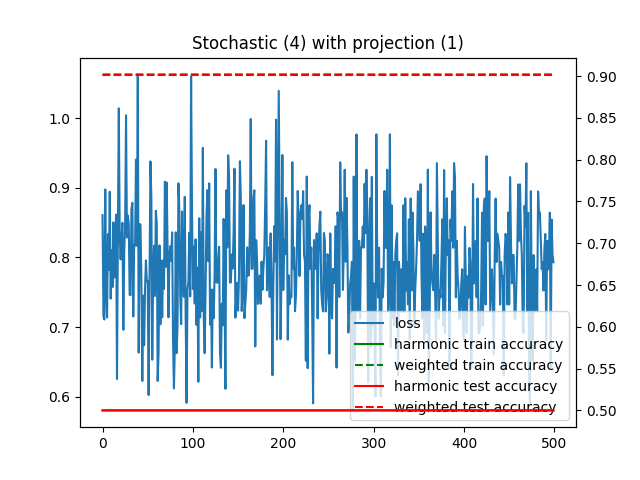 Stochastic (4) with projection (1)
1.0
0.9
0.8
0.7
0.6
0.90
0.85
0.80
0.75
0.70
0.65
0.60
0.55
0.50
loss
harmonic train accuracy
weighted train accuracy
harmonic test accuracy
weighted test accuracy
0 100 200 300 400 500